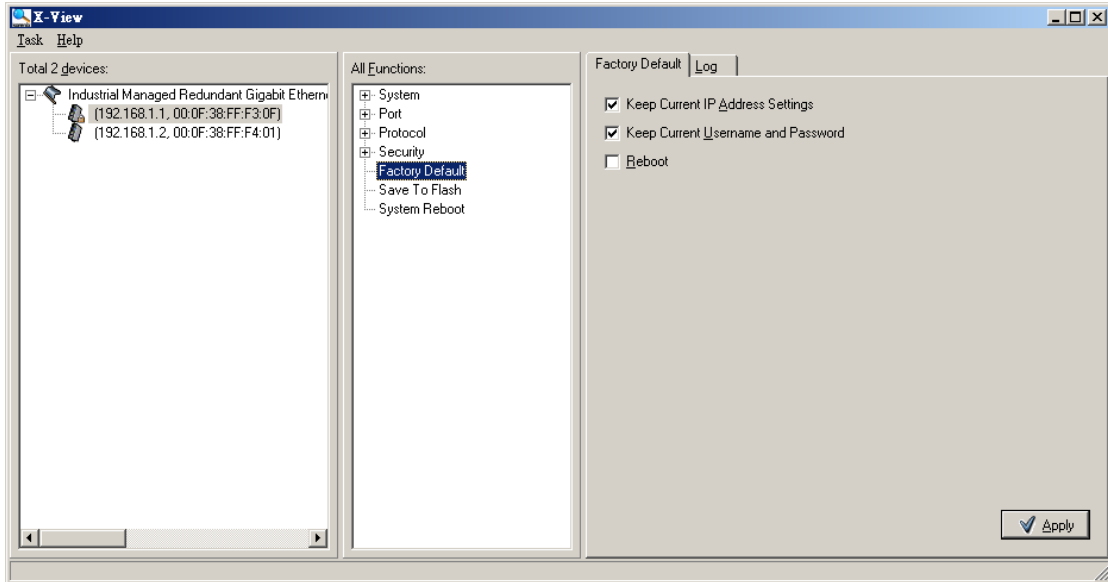 X-View
Task Help
Total 2 devices:
Industrial Managed Redundant Gigabit Ethern
(192.168.1.1, 00:0F:38:FF:F3:0F)
(192.168.1.2, 00:0F:38:FF:F4:01)
All Functions:
System
Port
Protocol
Security
Factory Default
Save To Flash
System Reboot
Factory Default Log
Keep Current IP Address Settings
Keep Current Username and Password
Reboot
Apply